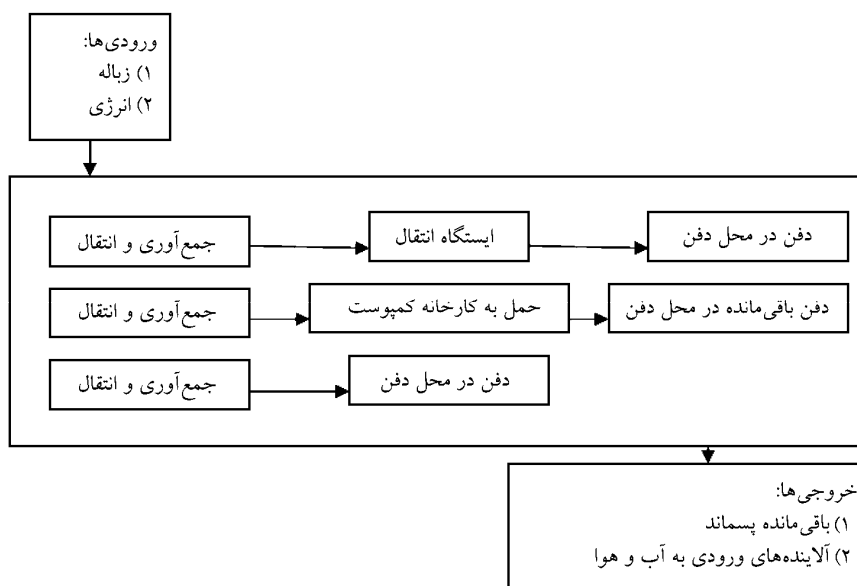 ورودی‌ها:
۱) زباله
۲) انرژی
جمع‌آوری و انتقال
ایستگاه انتقال
دفن در محل دفن
جمع‌آوری و انتقال
حمل به کارخانه کمپوست
دفن باقی‌مانده در محل دفن
جمع‌آوری و انتقال
دفن در محل دفن
خروجی‌ها:
۱) باقی‌مانده پسماند
۲) آلاینده‌های ورودی به آب و هوا